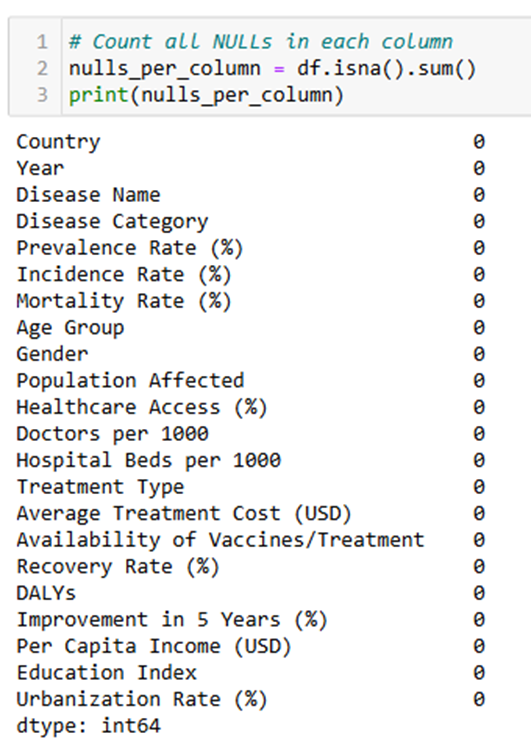 1 # Count all NULLs in each column
2 nulls_per_column = df.isna().sum()
3 print(nulls_per_column)
Country 0
Year 0
Disease Name 0
Disease Category 0
Prevalence Rate (%) 0
Incidence Rate (%) 0
Mortality Rate (%) 0
Age Group 0
Gender 0
Population Affected 0
Healthcare Access (%) 0
Doctors per 1000 0
Hospital Beds per 1000 0
Treatment Type 0
Average Treatment Cost (USD) 0
Availability of Vaccines/Treatment 0
Recovery Rate (%) 0
DALYs 0
Improvement in 5 Years (%) 0
Per Capita Income (USD) 0
Education Index 0
Urbanization Rate (%) 0
dtype: int64